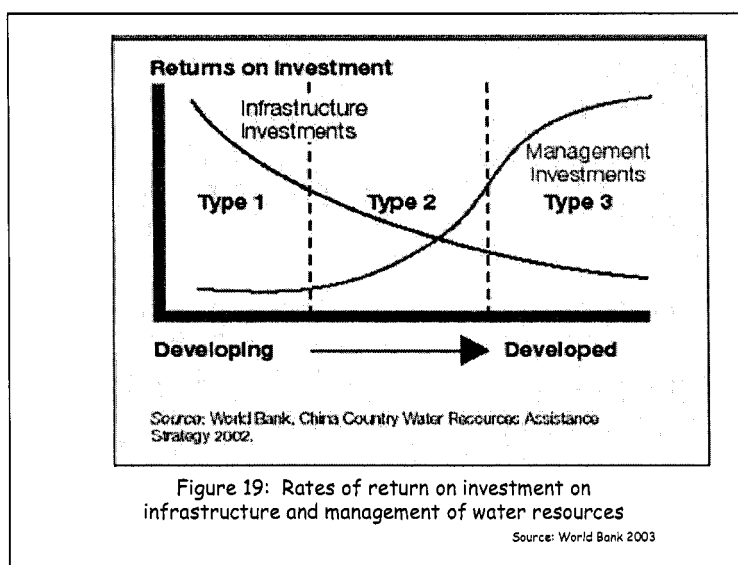 Returns on Investment
Infrastructure
Investments
Management
Investments
Type 1
Type 2
Type 3
Developing
Developed
Source: World Bank, China Country Water Resources Assistance
Strategy 2002.
Figure 19: Rates of return on investment on
infrastructure and management of water resources
Source: World Bank 2003